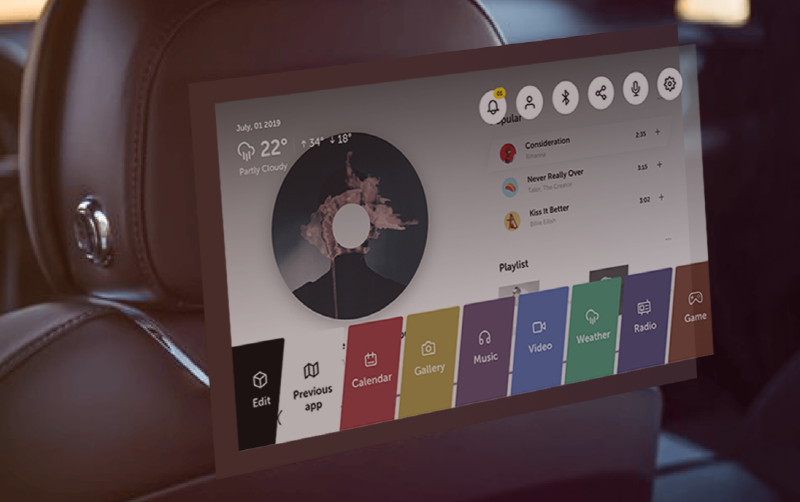 01
July, 01 2019
22° ↑ 34° ↓ 18°
Partly Cloudy
Consideration
2:35 +
Rihanna
Never Really Over
3:15 +
Tyler, The Creator
Kiss It Better
3:02 +
Billie Eilish
Playlist
Edit
Previous
app
Calendar
Gallery
Music
Video
Weather
Radio
Game